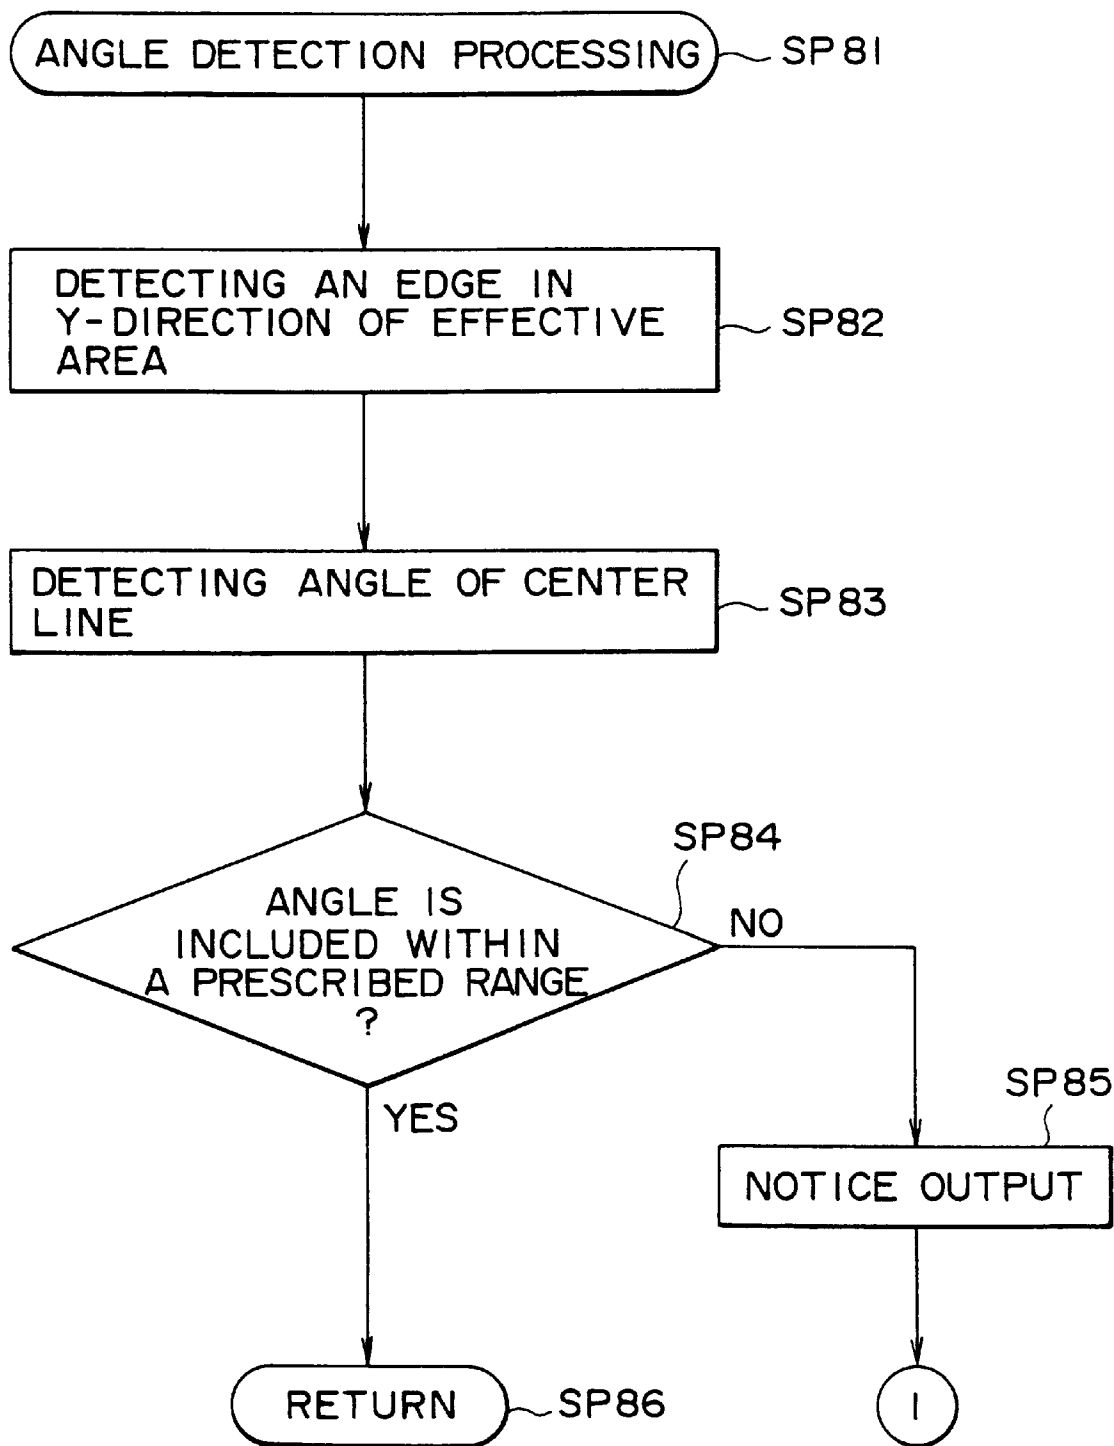 ANGLE DETECTION PROCESSING
SP81
DETECTING AN EDGE IN
Y-DIRECTION OF EFFECTIVE
AREA
SP82
DETECTING ANGLE OF CENTER
LINE
SP83
SP84
ANGLE IS
INCLUDED WITHIN
A PRESCRIBED RANGE
?
NO
YES
SP85
NOTICE OUTPUT
RETURN
SP86
1